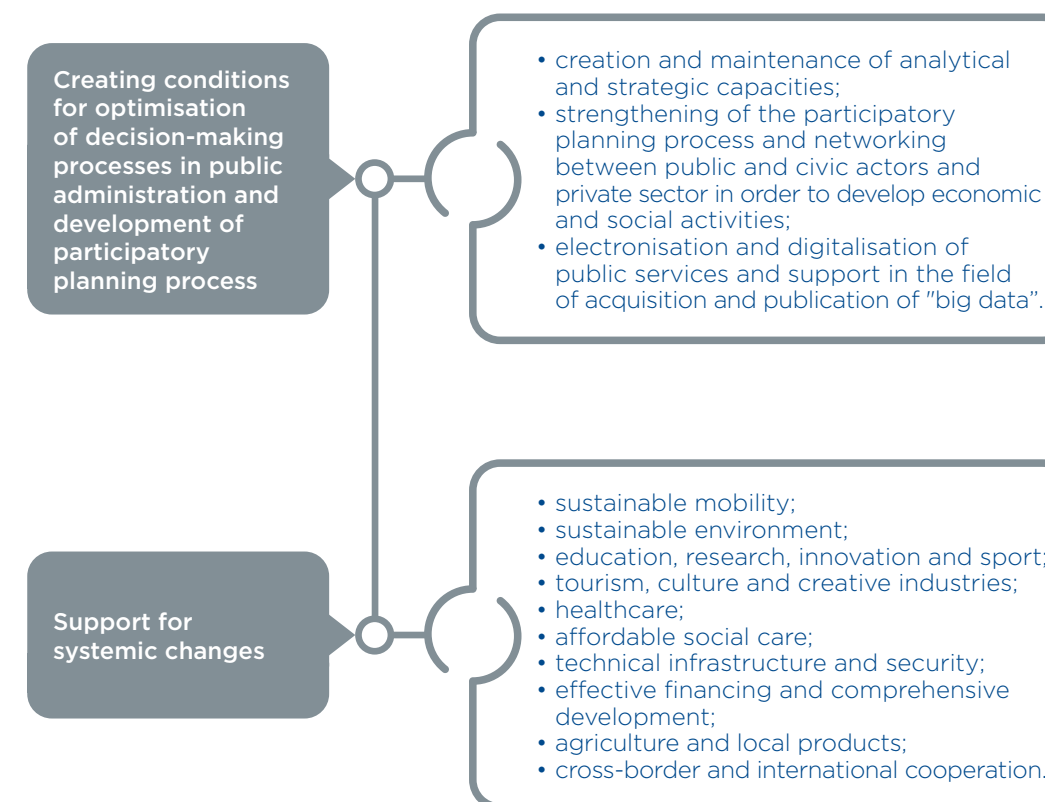 Creating conditions
for optimisation
of decision-making
processes in public
administration and
development of
participatory
planning process
• creation and maintenance of analytical
and strategic capacities;
• strengthening of the participatory
planning process and networking
between public and civic actors and
private sector in order to develop economic
and social activities;
• electronisation and digitalisation of
public services and support in the field
of acquisition and publication of "big data”.
Support for
systemic changes
• sustainable mobility;
• sustainable environment;
• education, research, innovation and sport;
• tourism, culture and creative industries;
• healthcare;
• affordable social care;
• technical infrastructure and security;
• effective financing and comprehensive
development;
• agriculture and local products;
• cross-border and international cooperation.